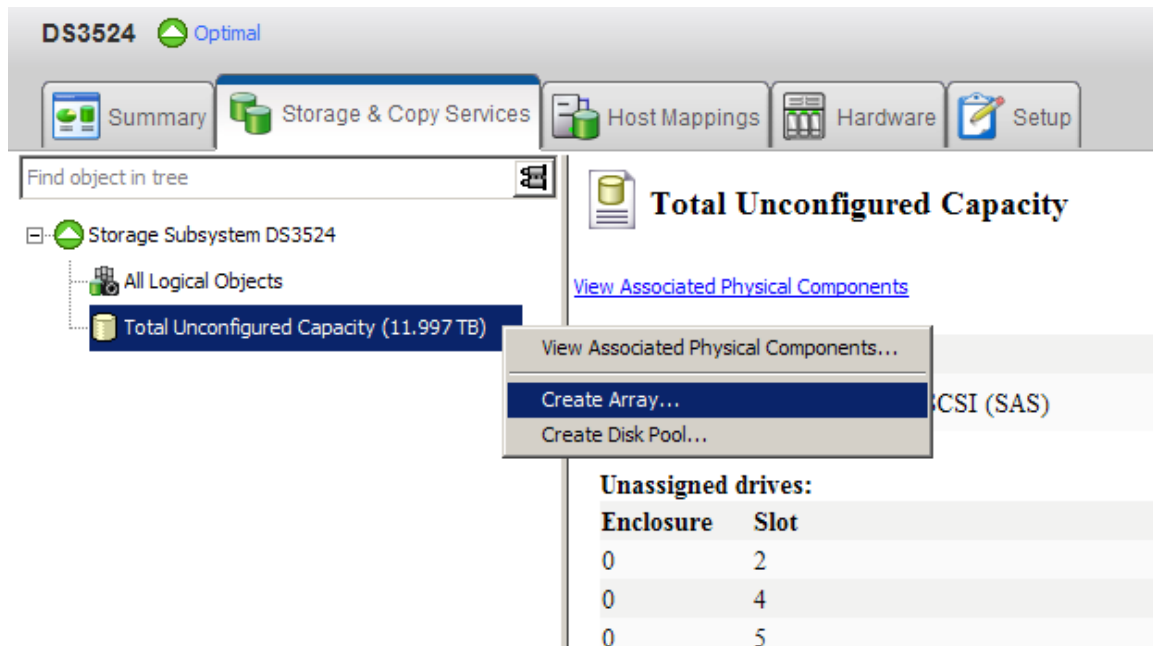 DS3524 Optimal
Summary Storage & Copy Services Host Mappings Hardware Setup
Find object in tree
Storage Subsystem DS3524
All Logical Objects
Total Unconfigured Capacity (11.997 TB)
Total Unconfigured Capacity
View Associated Physical Components
View Associated Physical Components...
Create Array...
Create Disk Pool...
CSI (SAS)
Unassigned drives:
Enclosure Slot
0 2
0 4
0 5